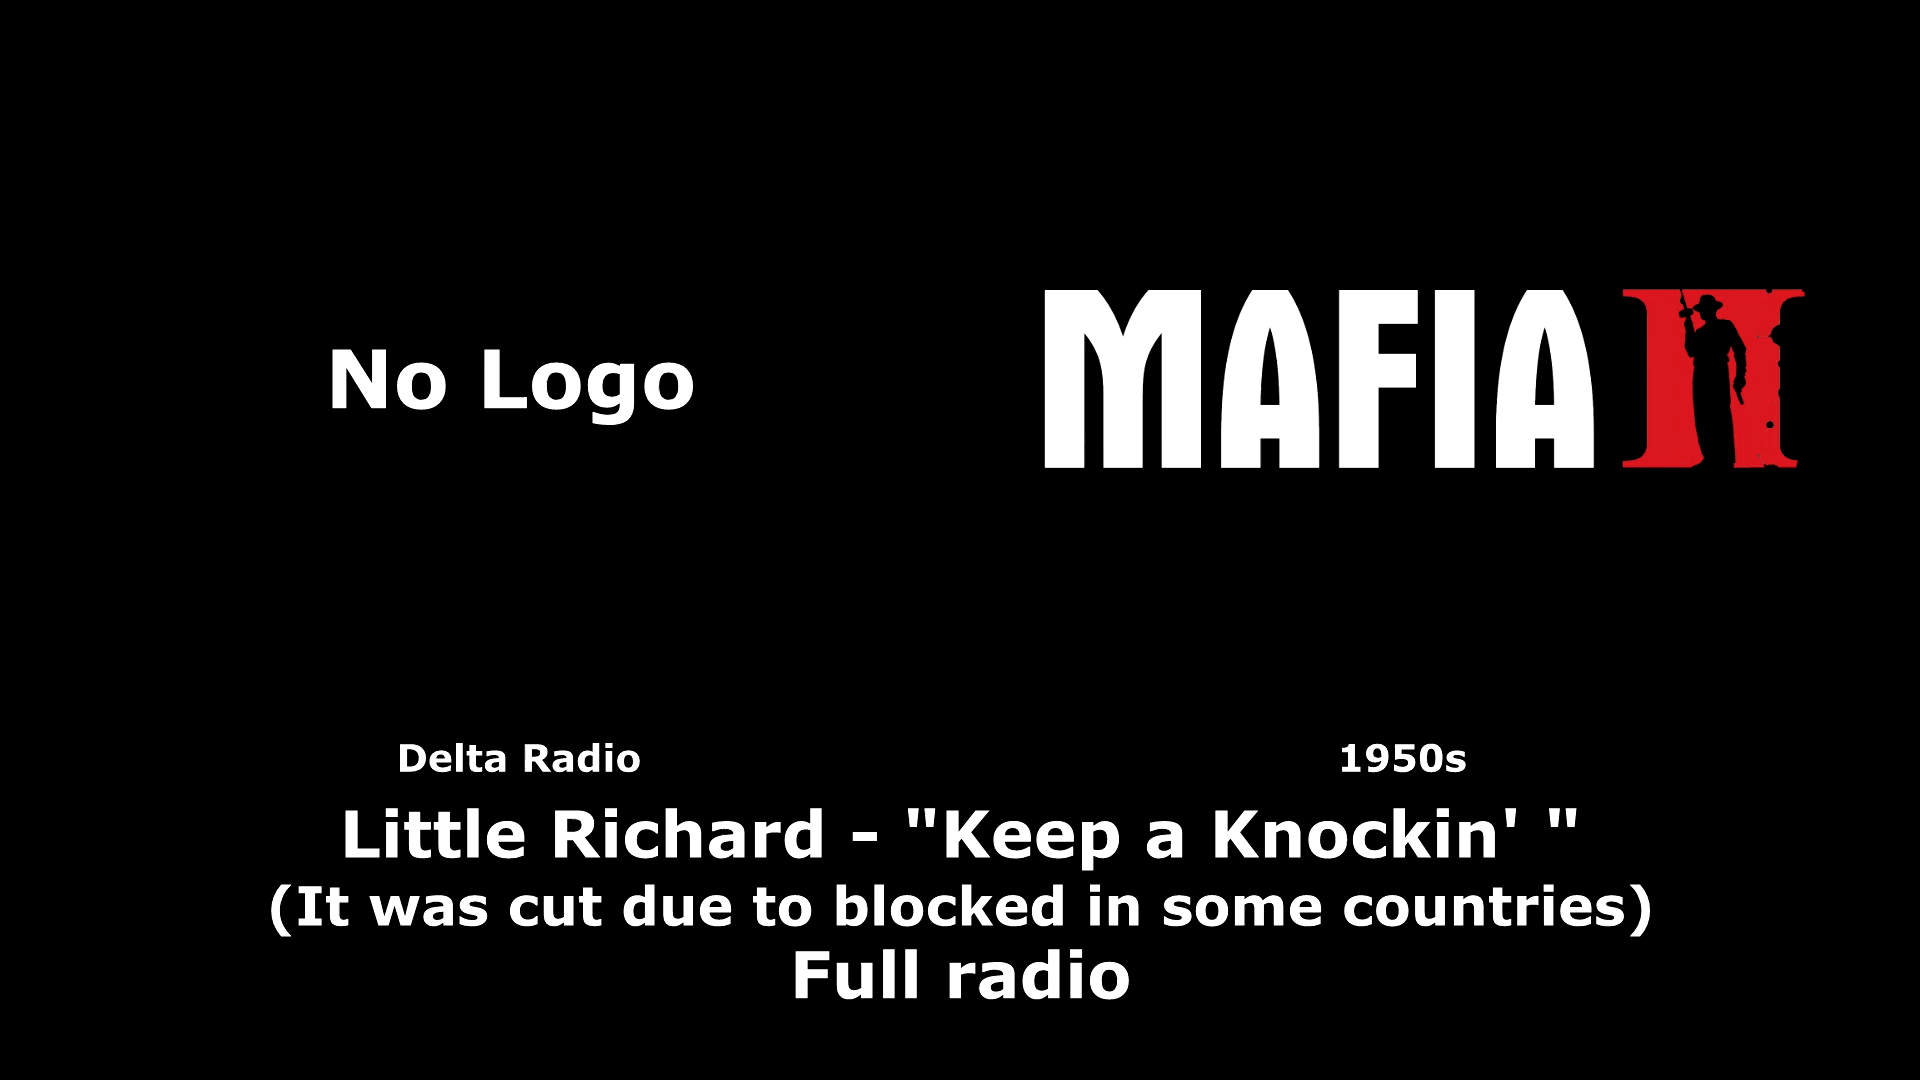 No Logo
MAFIA II
Delta Radio
1950s
Little Richard - "Keep a Knockin' "
(It was cut due to blocked in some countries)
Full radio